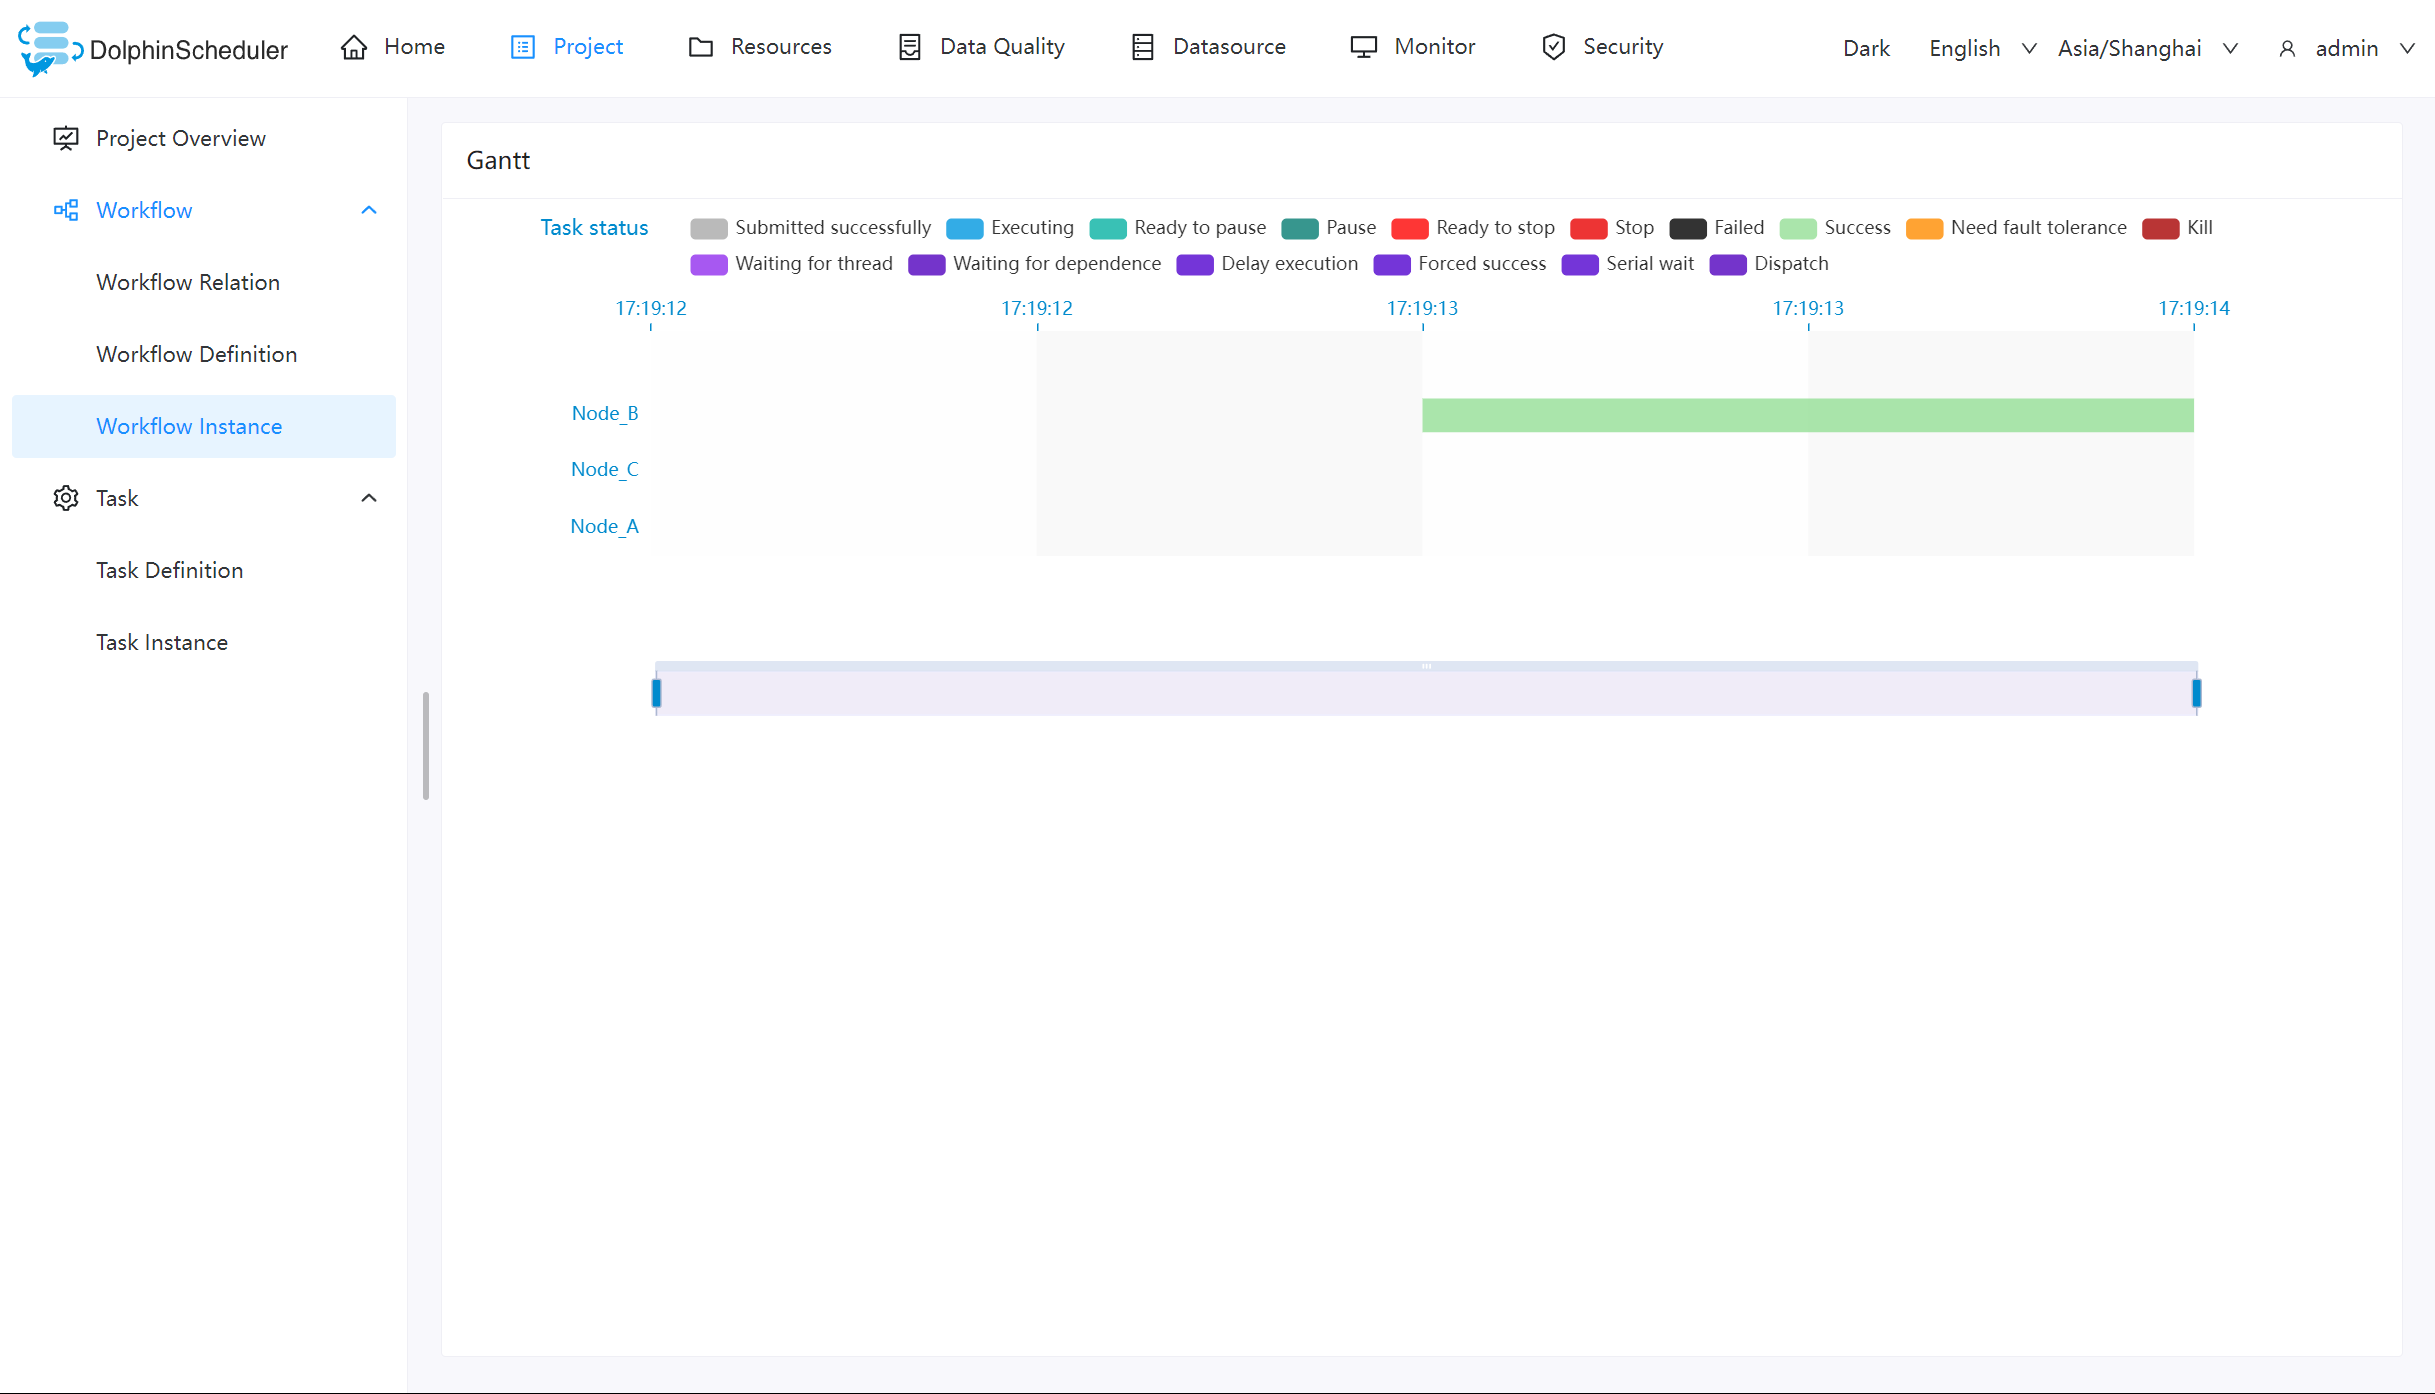 DolphinScheduler Home Project Resources Data Quality Datasource Monitor Security Dark English Asia/Shanghai admin
Project Overview
Workflow
Workflow Relation
Workflow Definition
Workflow Instance
Task
Task Definition
Task Instance
Gantt
Task status Submitted successfully Executing Ready to pause Pause Ready to stop Stop Failed Success Need fault tolerance Kill
Waiting for thread Waiting for dependence Delay execution Forced success Serial wait Dispatch
17:19:12 17:19:12 17:19:13 17:19:13 17:19:14
Node_B
Node_C
Node_A